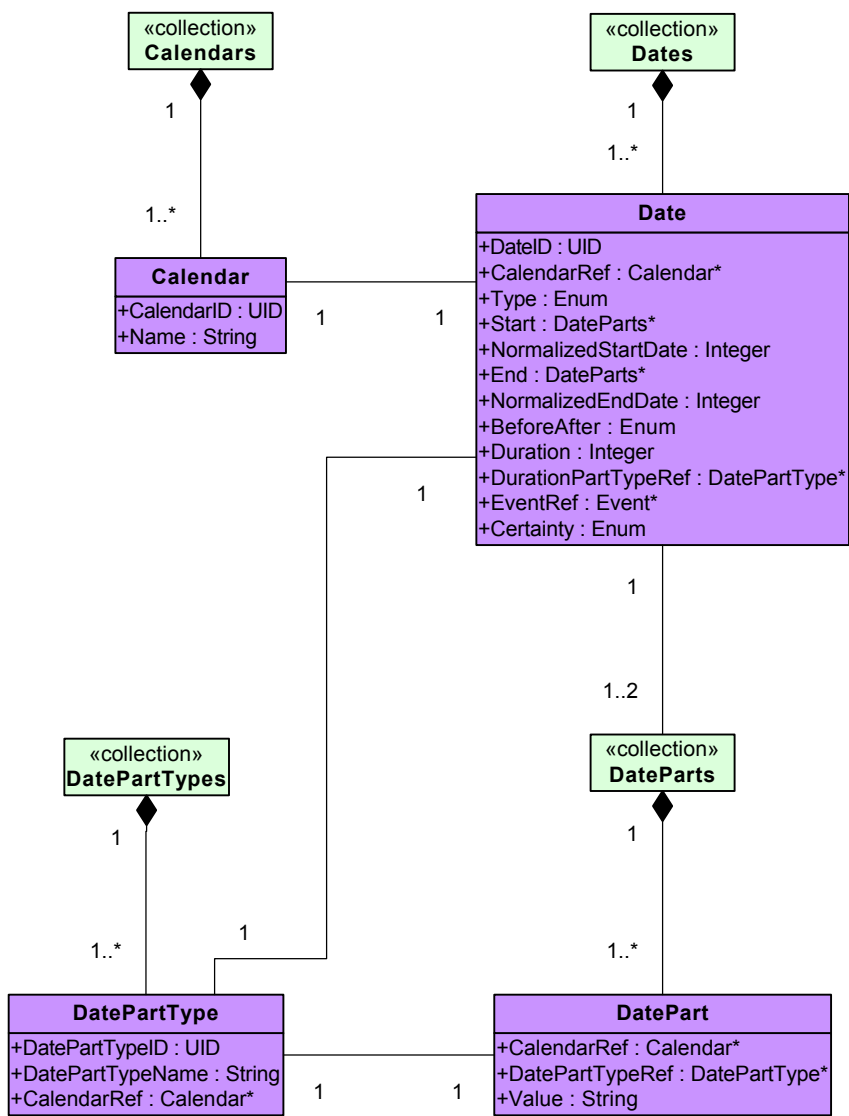 «collection»
Calendars
«collection»
Dates
1
1
1..*
1..*
Date
+DateID : UID
+CalendarRef : Calendar*
+Type : Enum
+Start : DateParts*
+NormalizedStartDate : Integer
+End : DateParts*
+NormalizedEndDate : Integer
+BeforeAfter : Enum
+Duration : Integer
+DurationPartTypeRef : DatePartType*
+EventRef : Event*
+Certainty : Enum
Calendar
+CalendarID : UID
+Name : String
1
1
1
1
1..2
«collection»
DatePartTypes
«collection»
DateParts
1
1
1
1..*
1..*
DatePartType
+DatePartTypeID : UID
+DatePartTypeName : String
+CalendarRef : Calendar*
DatePart
+CalendarRef : Calendar*
+DatePartTypeRef : DatePartType*
+Value : String
1
1